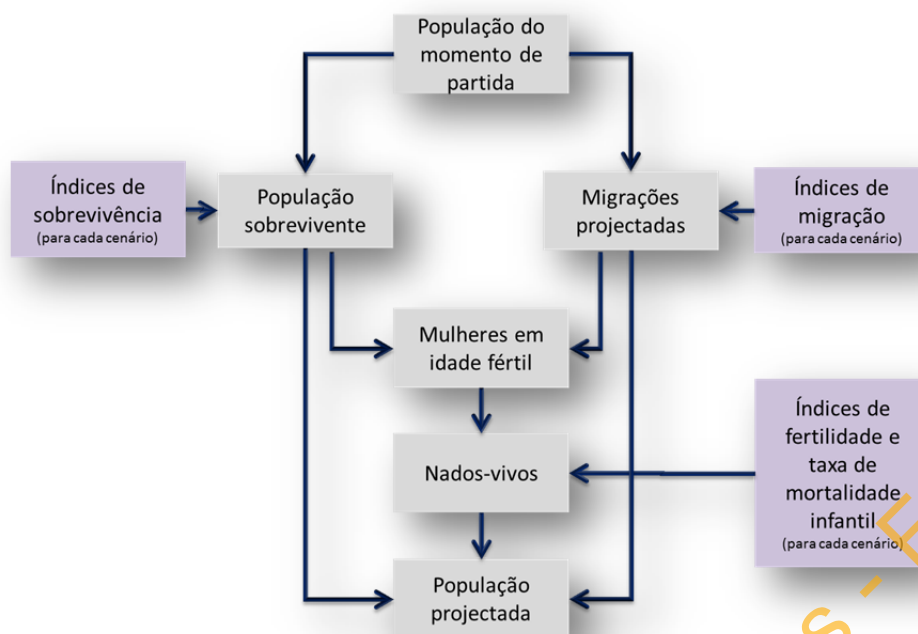 População do
momento de
partida
Índices de
sobrevivência
(para cada cenário)
População
sobrevivente
Migrações
projectadas
Índices de
migração
(para cada cenário)
Mulheres em
idade fértil
Índices de
fertilidade e
taxa de
mortalidade
infantil
(para cada cenário)
Nados-vivos
População
projectada